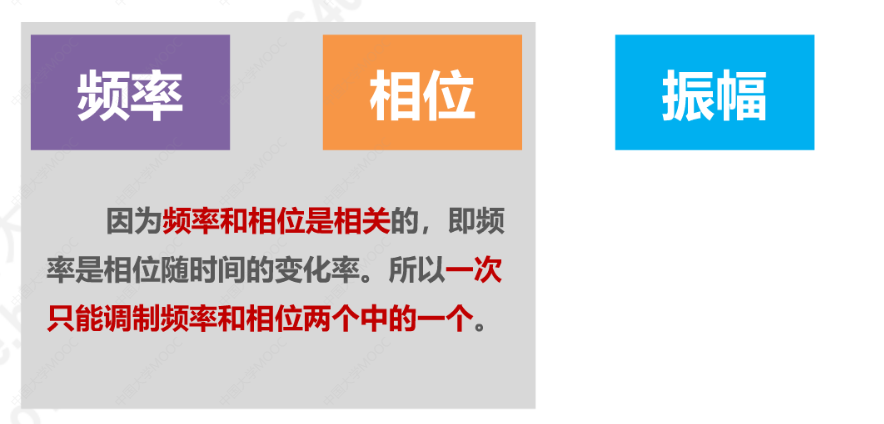 频率
相位
振幅
因为频率和相位是相关的，即频
率是相位随时间的变化率。所以一次
只能调制频率和相位两个中的一个。